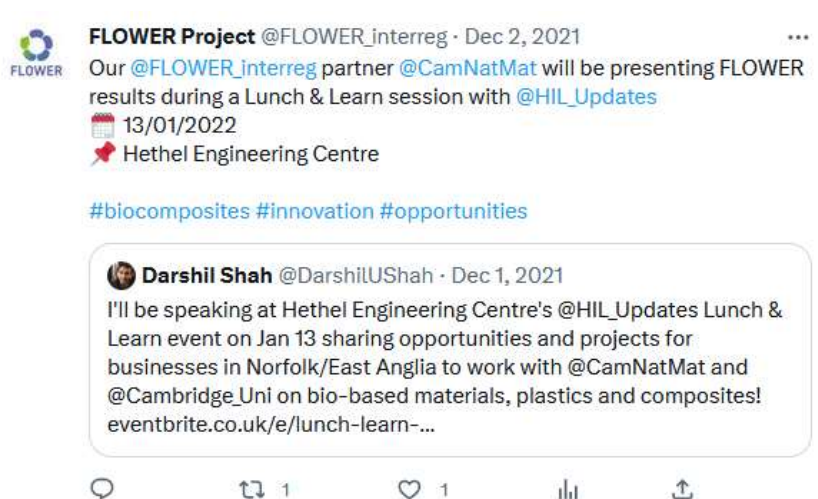 FLOWER
FLOWER Project @FLOWER_interreg · Dec 2, 2021
Our @FLOWER_interreg partner @CamNatMat will be presenting FLOWER
results during a Lunch & Learn session with @HIL_Updates
13/01/2022
Hethel Engineering Centre
#biocomposites #innovation #opportunities
Darshil Shah @DarshilUShah · Dec 1, 2021
I'll be speaking at Hethel Engineering Centre's @HIL_Updates Lunch &
Learn event on Jan 13 sharing opportunities and projects for
businesses in Norfolk/East Anglia to work with @CamNatMat and
@Cambridge_Uni on bio-based materials, plastics and composites!
eventbrite.co.uk/e/lunch-learn-...
1 1